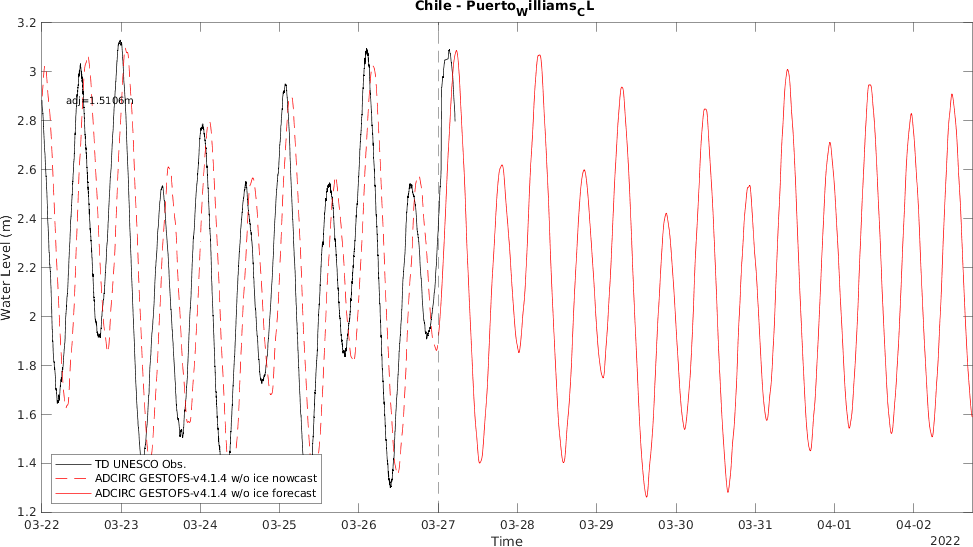 Chile - Puerto_Williams_CL
3.2
3
2.8
2.6
2.4
2.2
2
1.8
1.6
1.4
1.2
Water Level (m)
adj=1.5106m
TD UNESCO Obs.
ADCIRC GESTOFS-v4.1.4 w/o ice nowcast
ADCIRC GESTOFS-v4.1.4 w/o ice forecast
03-22 03-23 03-24 03-25 03-26 03-27 03-28 03-29 03-30 03-31 04-01 04-02
Time
2022